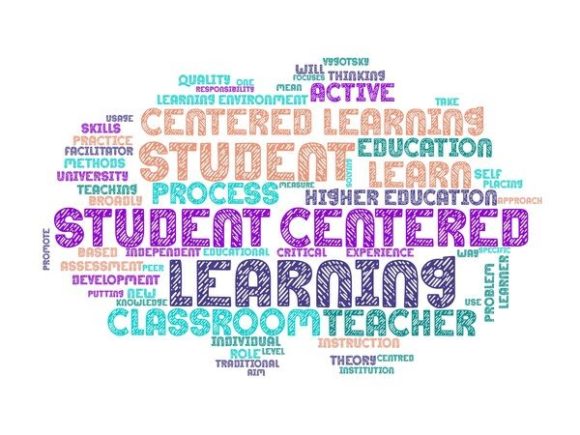 VYGOTSKY
WILL THINKING
FOCUSES
QUALITY ONE
RESPONSIBILITY MEAN ACTIVE
LEARNING ENVIRONMENT TAKE
USAGE CENTERED LEARNING
SKILLS
PRACTICE STUDENT EDUCATION
FACILITATOR
METHODS LEARN SELF
UNIVERSITY PLACING
TEACHING PROCESS MEASURE HIGHER EDUCATION
BROADLY APPROACH
STUDENT CENTERED
PROMOTE
BASED INDEPENDENT EDUCATIONAL CRITICAL EXPERIENCE WAY SPECIFIC
ASSESSMENT PEER LEARNING PROBLEM LEARNER
DEVELOPMENT
PUTTING NEW USE
KNOWLEDGE
CLASSROOM TEACHER
INDIVIDUAL INSTRUCTION
ROLE LEVEL
TRADITIONAL THEORY CENTRED
AIM INSTITUTION